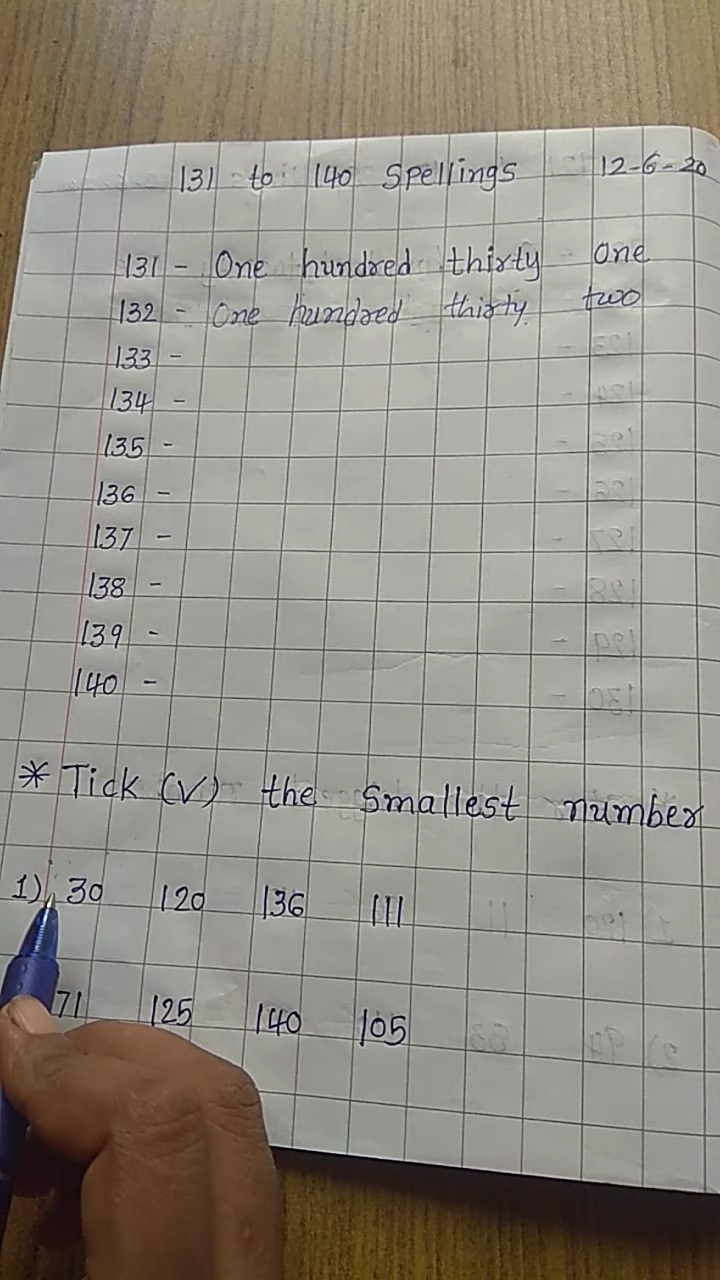 131 to 140 Spellings 12-6-20
131 - One hundred thirty one
132 - One hundred thirty two
133 -
134 -
135 -
136 -
137 -
138 -
139 -
140 -
* Tick (√) the Smallest number
1) 30 120 136 111
71 125 140 105